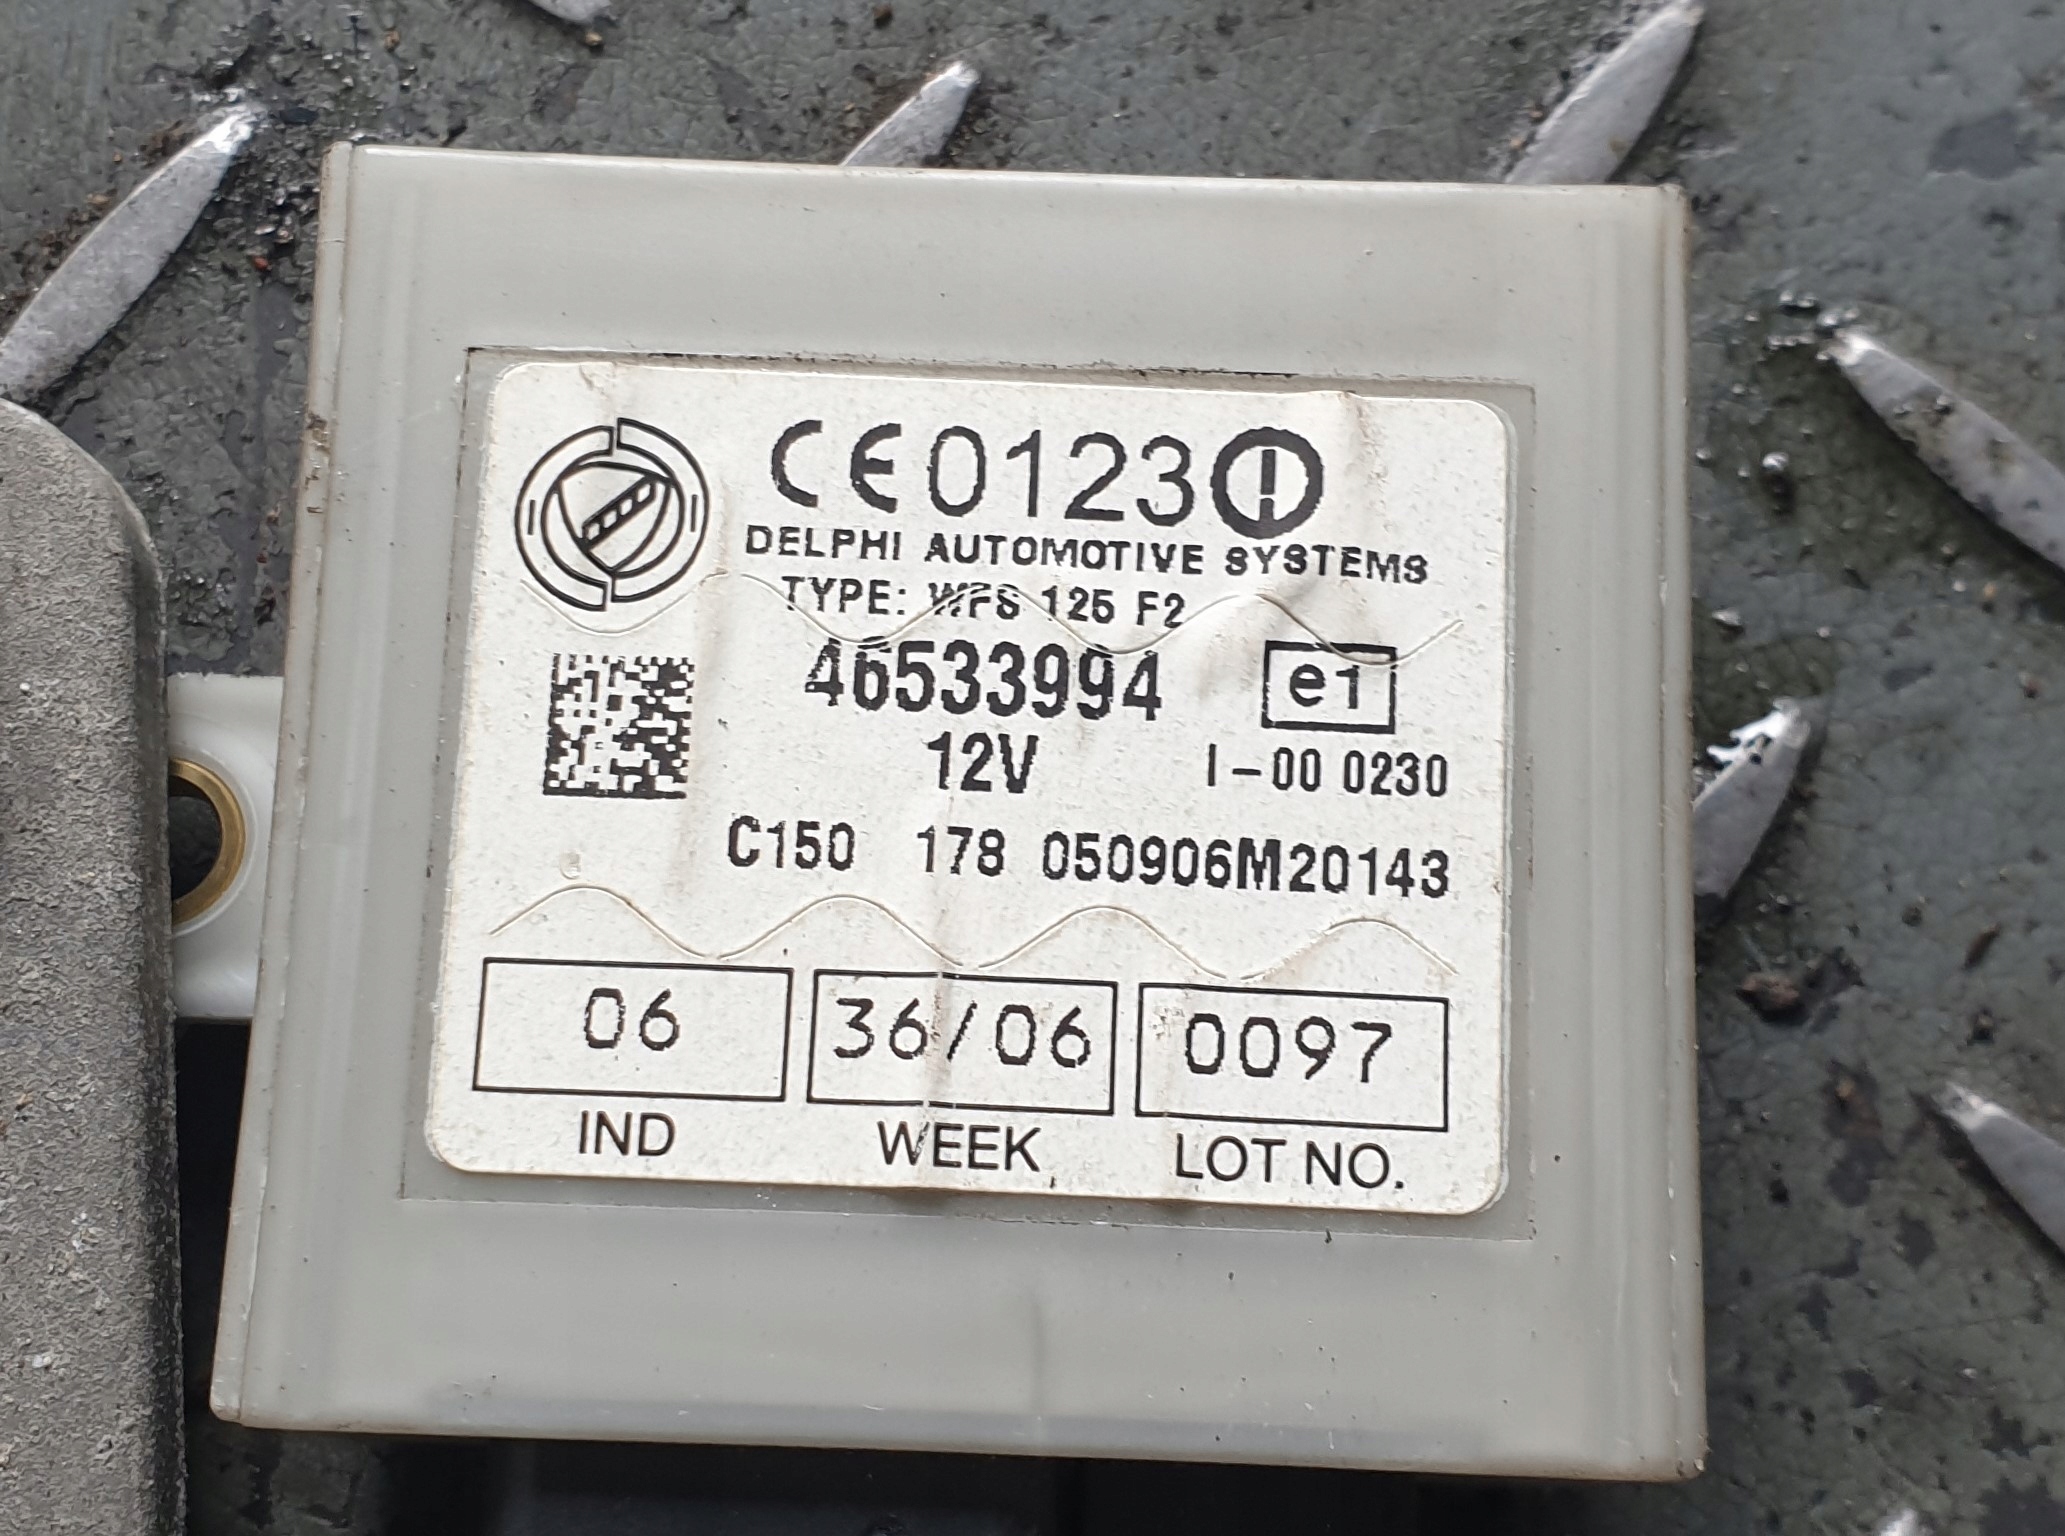 CE0123
DELPHI AUTOMOTIVE SYSTEMS
TYPE: WFS 125 F2
46533994
e1
12V
I-00 0230
C150 178 050906M20143
06
36/06
0097
IND
WEEK
LOT NO.